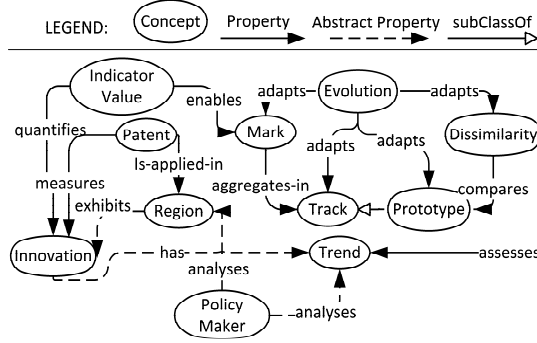 LEGEND:
Concept
Property
Abstract Property
subClassOf
Indicator
Value
enables
adapts
Evolution
adapts
quantifies
Patent
Mark
Dissimilarity
Is-applied-in
adapts
adapts
measures
aggregates-in
compares
exhibits
Region
Track
Prototype
Innovation
has
Trend
assesses
analyses
Policy
Maker
analyses